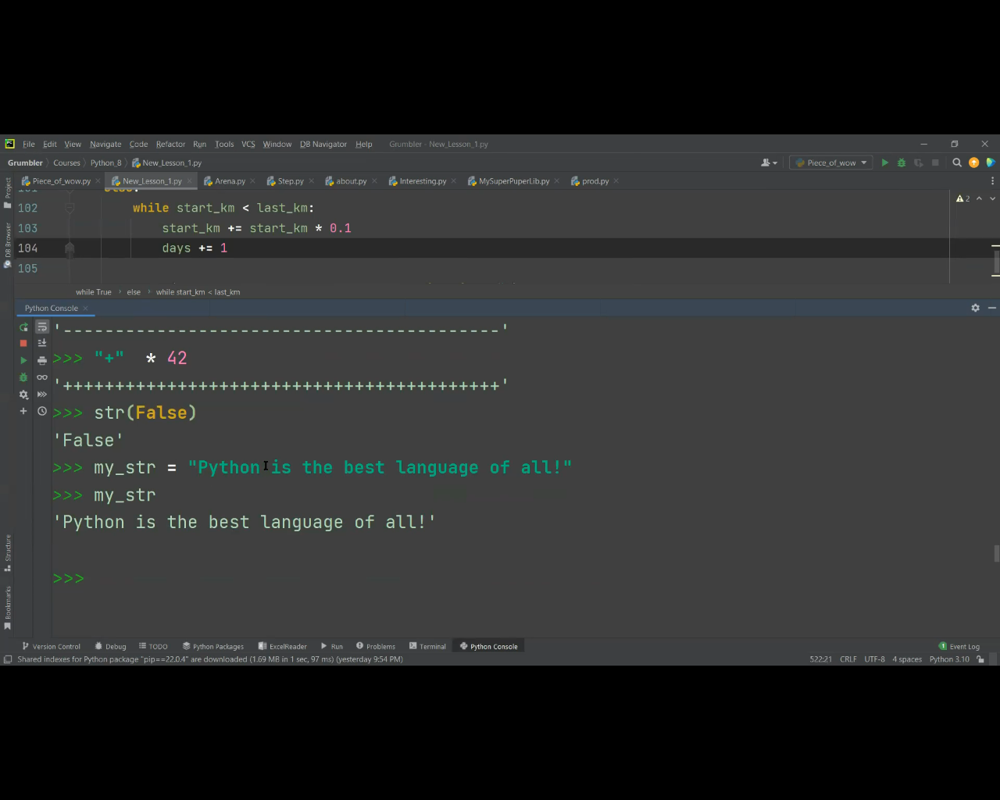 File Edit View Navigate Code Refactor Run Tools VCS Window DB Navigator Help Grumbler - New_Lesson_1.py
Grumbler Courses Python_8 New_Lesson_1.py Piece_of_wow
Project
DB Browser
Piece_of_wow.py New_Lesson_1.py Arena.py Step.py about.py Interesting.py MySuperPuperLib.py prod.py
101 else:
102 while start_km < last_km:
2
103 start_km += start_km * 0.1
104 days += 1
105
while True else while start_km < last_km
Python Console
'------------------------------------------'
>>> "+" * 42
'++++++++++++++++++++++++++++++++++++++++++'
>>> str(False)
'False'
>>> my_str = "Python is the best language of all!"
>>> my_str
'Python is the best language of all!'
>>>
Structure
Bookmarks
Version Control Debug TODO Python Packages ExcelReader Run Problems Terminal Python Console 1 Event Log
Shared indexes for Python package "pip==22.0.4" are downloaded (1.69 MB in 1 sec, 97 ms) (yesterday 9:54 PM) 522:21 CRLF UTF-8 4 spaces Python 3.10